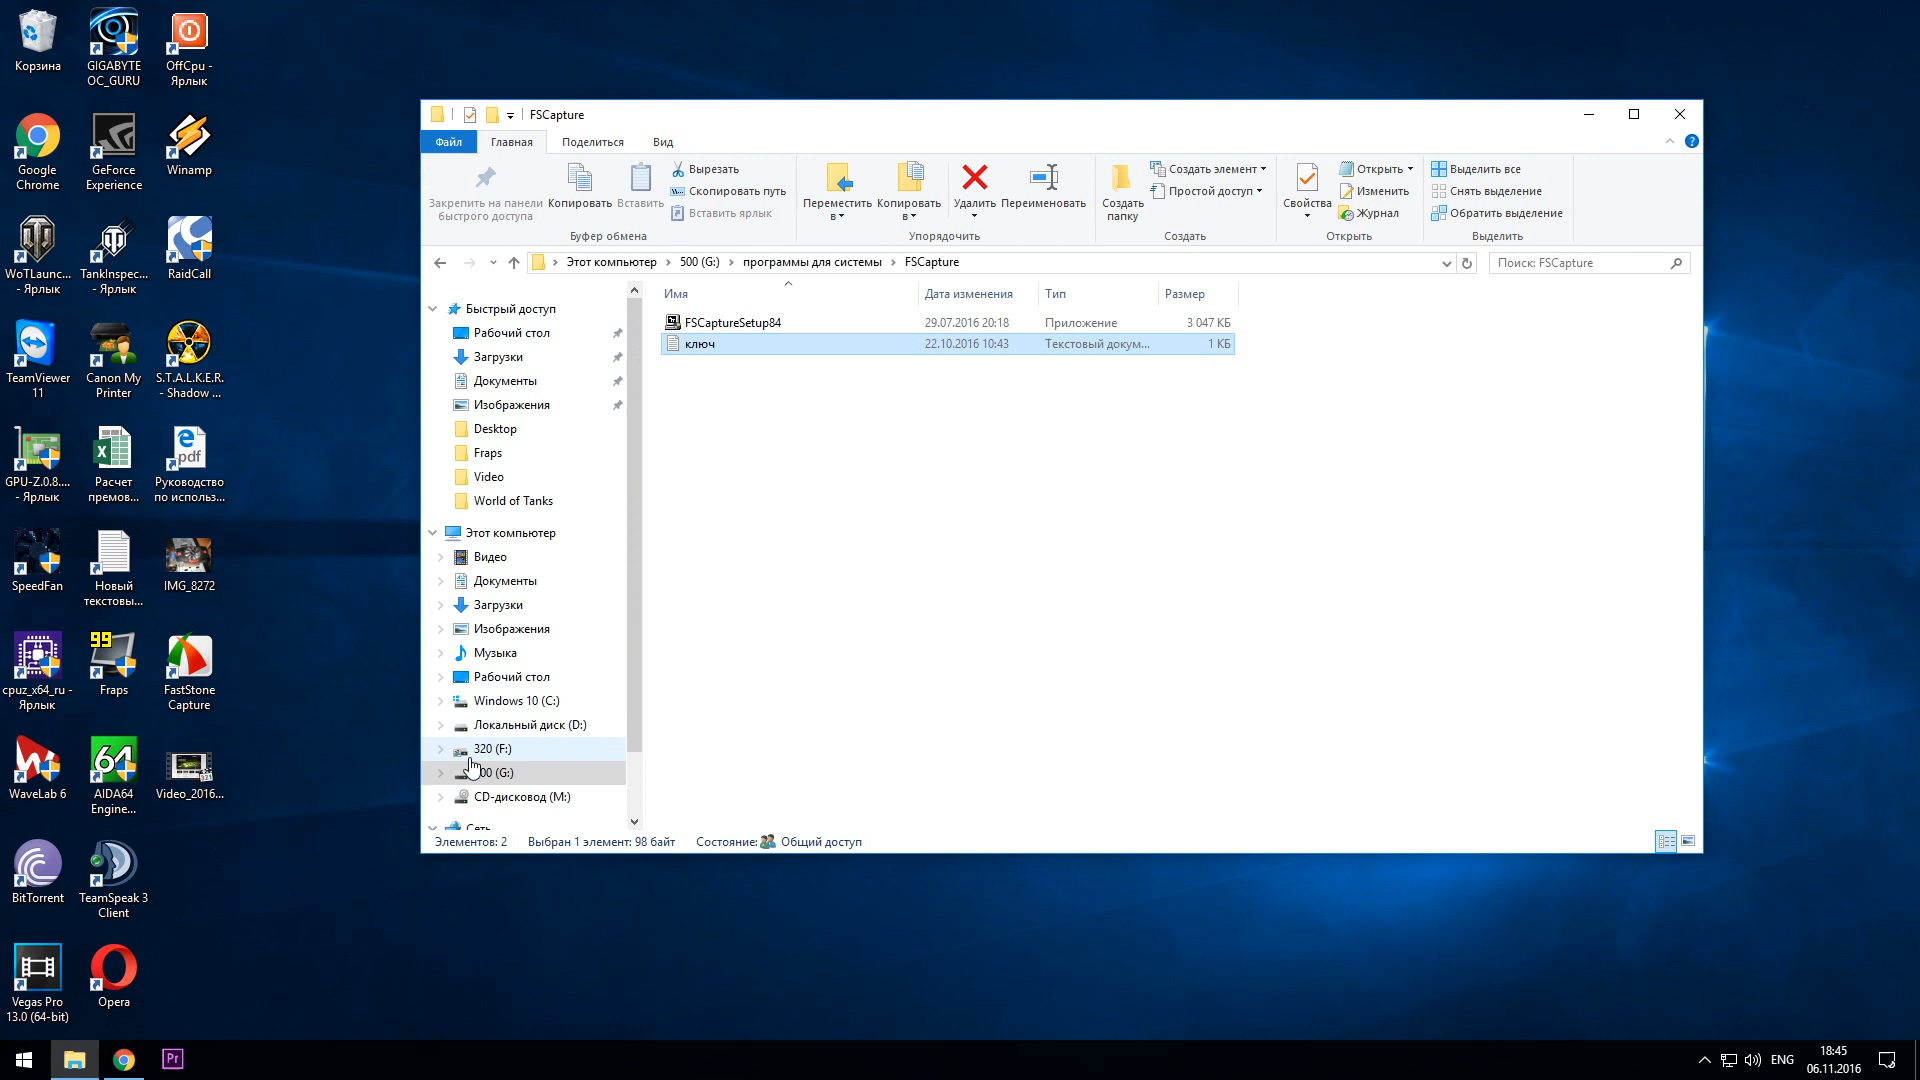 Корзина
GIGABYTE
OC_GURU
OffCpu -
Ярлык
Google
Chrome
GeForce
Experience
Winamp
WoTLaunc...
- Ярлык
TankInspec...
- Ярлык
RaidCall
TeamViewer
11
Canon My
Printer
S.T.A.L.K.E.R.
- Shadow ...
GPU-Z.0.8....
- Ярлык
Расчет
премов...
pdf
Руководство
по использ...
SpeedFan
Новый
текстовы...
IMG_8272
cpuz_x64_ru -
Ярлык
99
Fraps
FastStone
Capture
WaveLab 6
64
AIDA64
Engine...
Video_2016...
BitTorrent
TeamSpeak 3
Client
Vegas Pro
13.0 (64-bit)
Opera
FSCapture
Файл
Главная
Поделиться
Вид
Закрепить на панели
быстрого доступа
Копировать
Вставить
Вырезать
Скопировать путь
Вставить ярлык
Буфер обмена
Переместить
в
Копировать
в
Удалить
Переименовать
Упорядочить
Создать
папку
Создать элемент
Простой доступ
Создать
Свойства
Открыть
Изменить
Журнал
Открыть
Выделить все
Снять выделение
Обратить выделение
Выделить
Этот компьютер
500 (G:)
программы для системы
FSCapture
Поиск: FSCapture
Быстрый доступ
Рабочий стол
Загрузки
Документы
Изображения
Desktop
Fraps
Video
World of Tanks
Этот компьютер
Видео
Документы
Загрузки
Изображения
Музыка
Рабочий стол
Windows 10 (C:)
Локальный диск (D:)
320 (F:)
00 (G:)
CD-дисковод (M:)
Сеть
Имя
Дата изменения
Тип
Размер
FSCaptureSetup84
29.07.2016 20:18
Приложение
3 047 КБ
ключ
22.10.2016 10:43
Текстовый докум...
1 КБ
Элементов: 2
Выбран 1 элемент: 98 байт
Состояние:
Общий доступ
Pr
ENG
18:45
06.11.2016